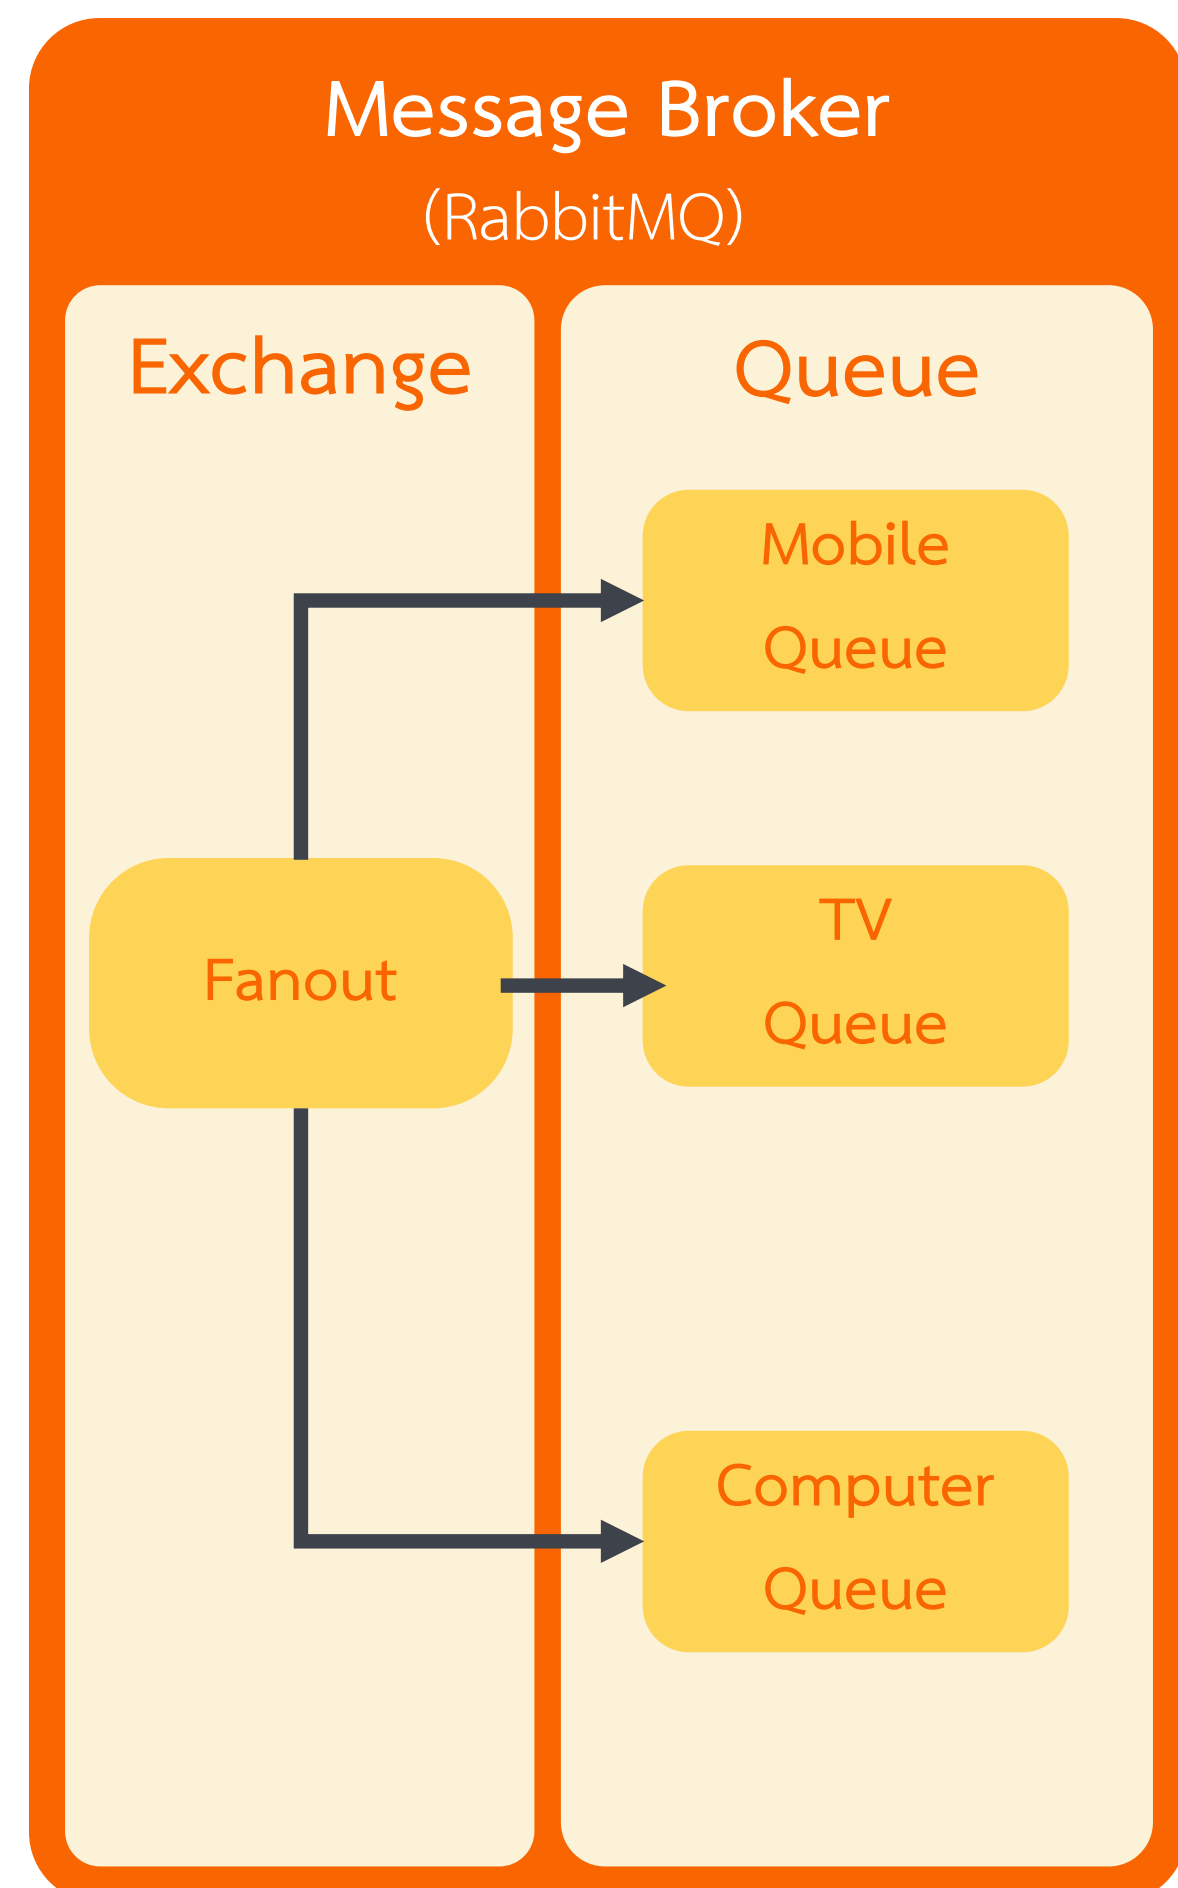 Message Broker
(RabbitMQ)
Exchange
Queue
Mobile
Queue
Fanout
TV
Queue
Computer
Queue